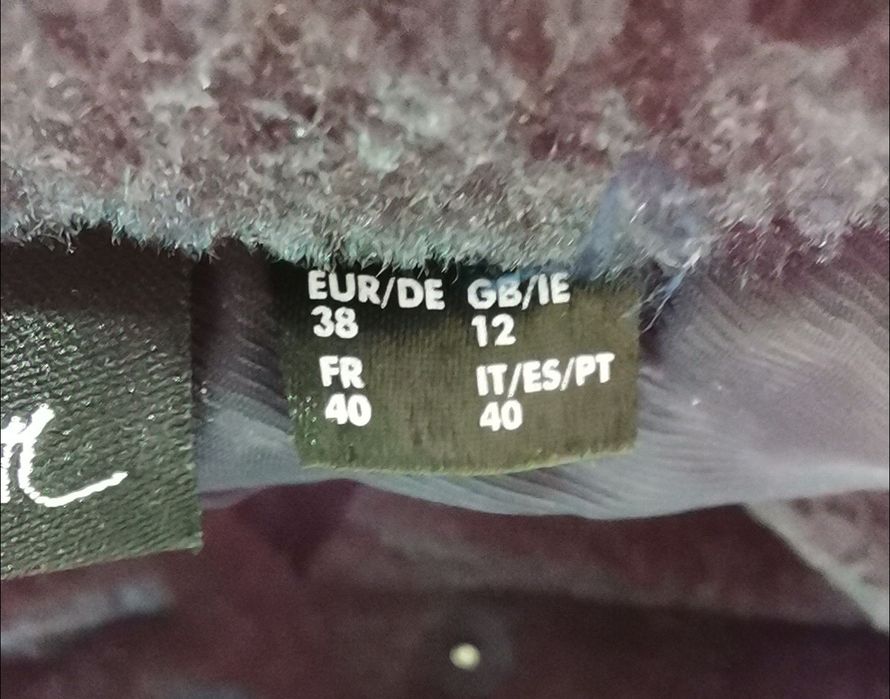 EUR/DE GB/IE
38 12
FR IT/ES/PT
40 40